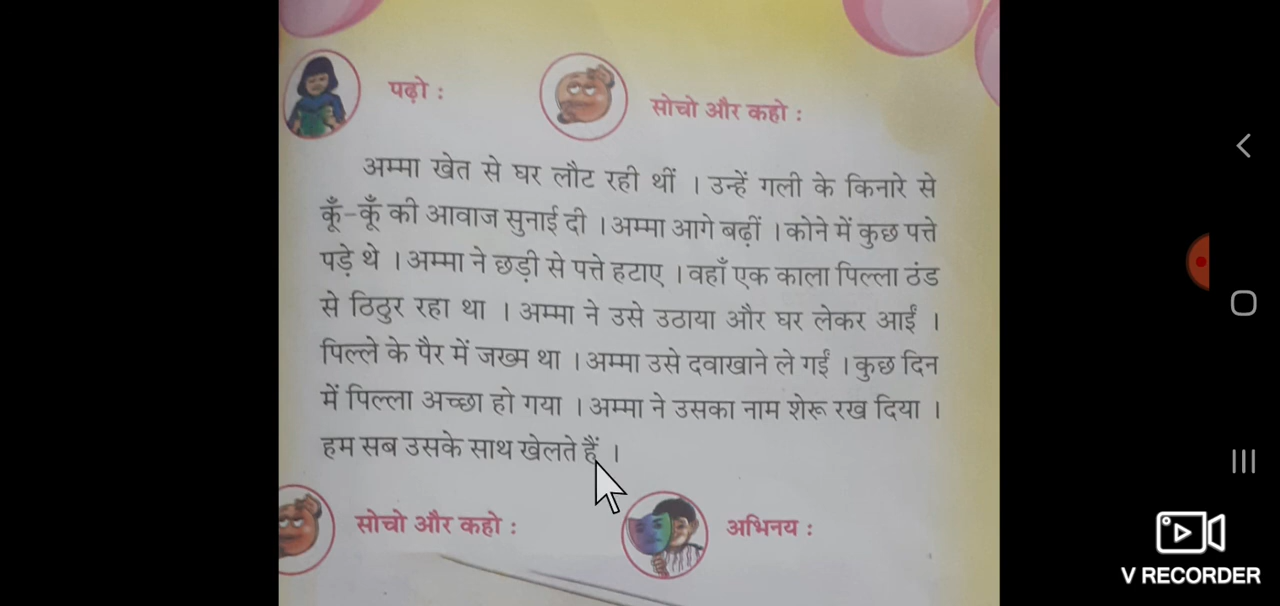 पढ़ो :
सोचो और कहो :
अम्मा खेत से घर लौट रही थीं । उन्हें गली के किनारे से
कूँ-कूँ की आवाज सुनाई दी । अम्मा आगे बढ़ीं । कोने में कुछ पत्ते
पड़े थे । अम्मा ने छड़ी से पत्ते हटाए । वहाँ एक काला पिल्ला ठंड
से ठिठुर रहा था । अम्मा ने उसे उठाया और घर लेकर आईं ।
पिल्ले के पैर में जख्म था । अम्मा उसे दवाखाने ले गईं । कुछ दिन
में पिल्ला अच्छा हो गया । अम्मा ने उसका नाम शेरू रख दिया ।
हम सब उसके साथ खेलते हैं ।
सोचो और कहो :
अभिनय :
V RECORDER